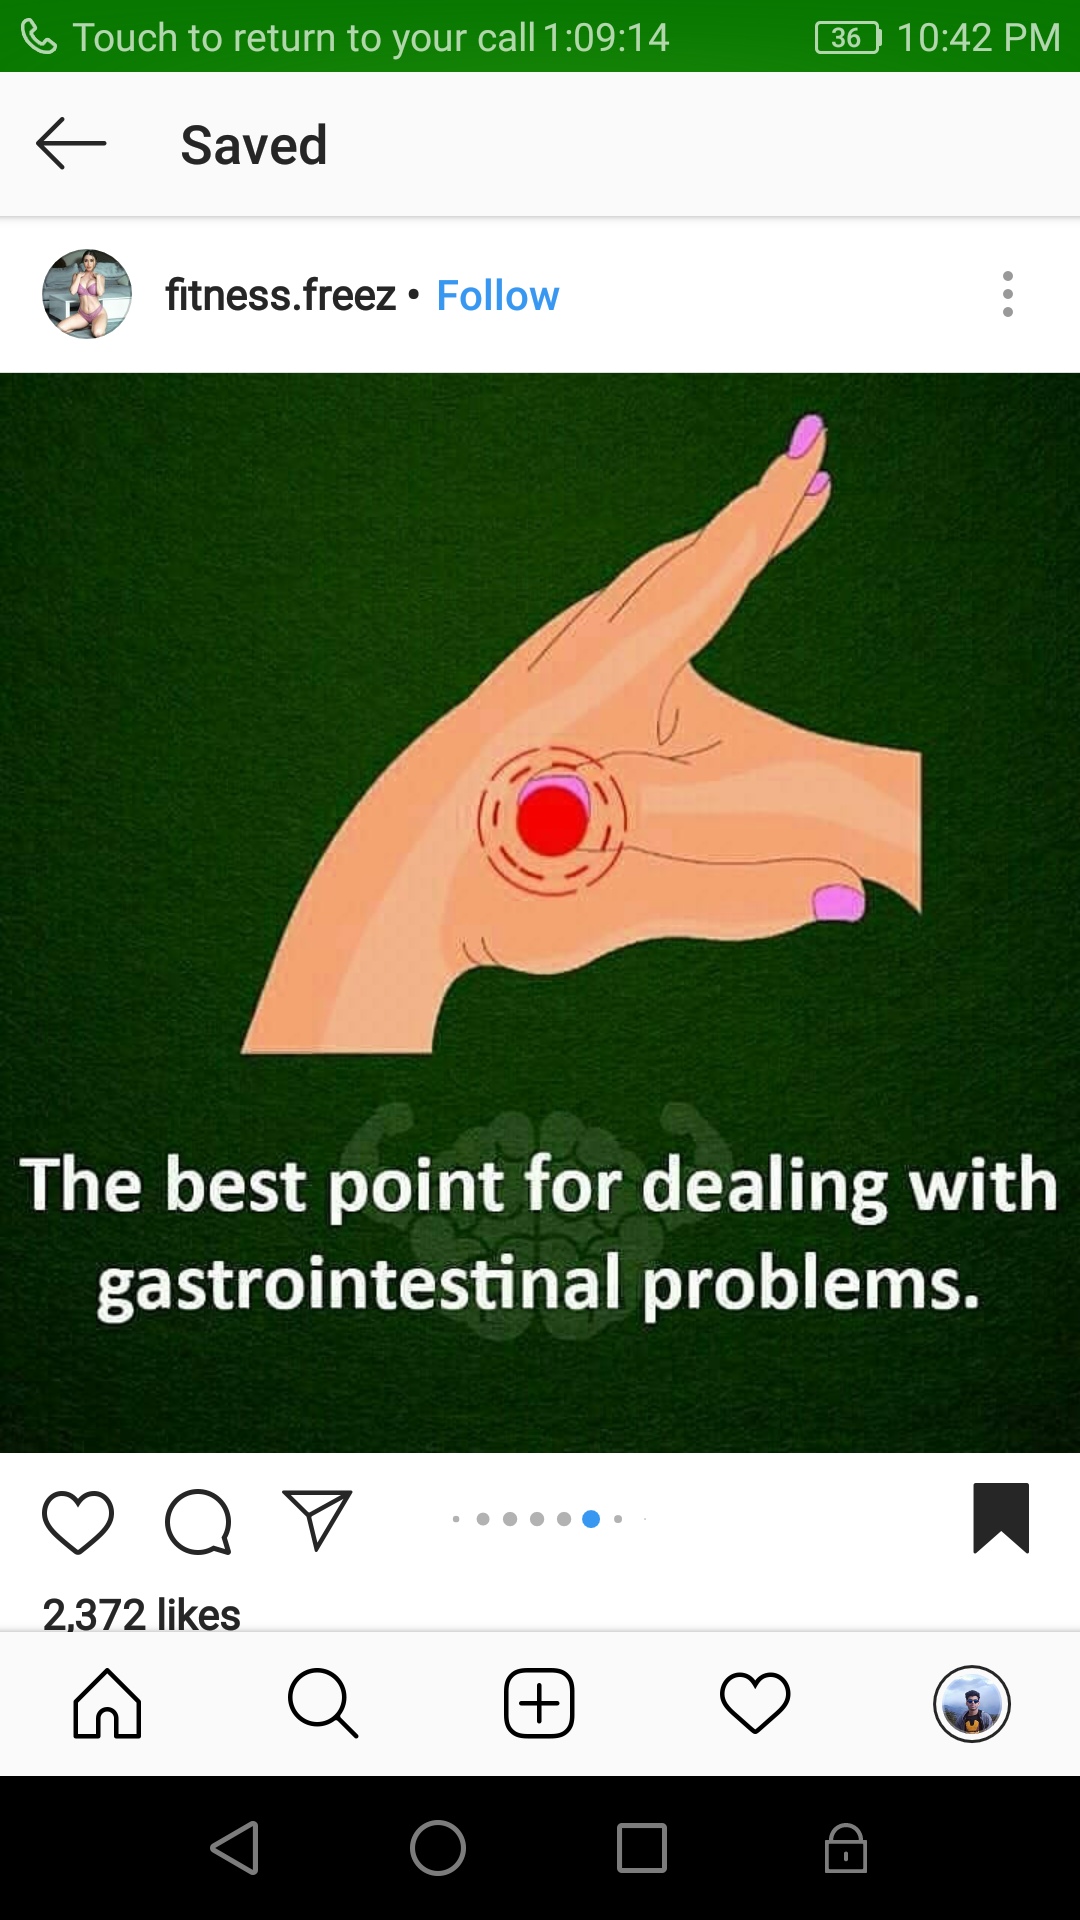 Touch to return to your call 1:09:14 36 10:42 PM
Saved
fitness.freez • Follow
The best point for dealing with
gastrointestinal problems.
2,372 likes